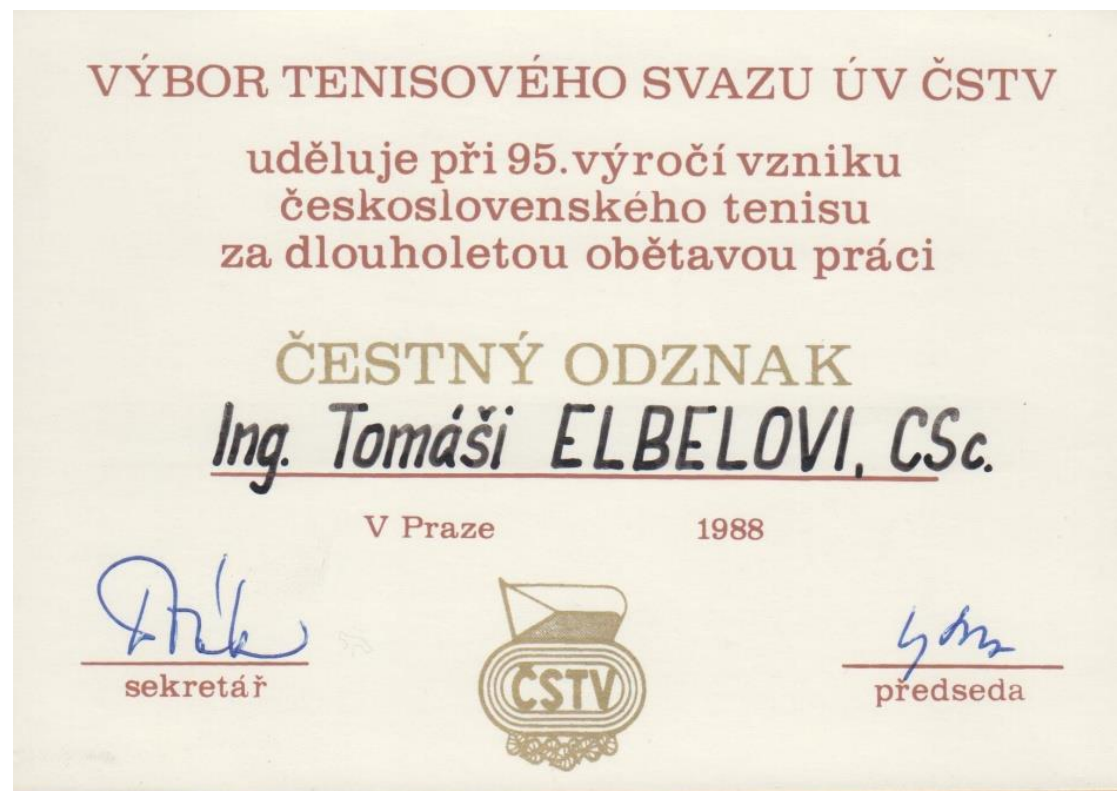 VÝBOR TENISOVÉHO SVAZU ÚV ČSTV
uděluje při 95. výročí vzniku
československého tenisu
za dlouholetou obětavou práci
ČESTNÝ ODZNAK
Ing. Tomáši ELBELOVI, CSc.
V Praze 1988
sekretář předseda
ČSTV